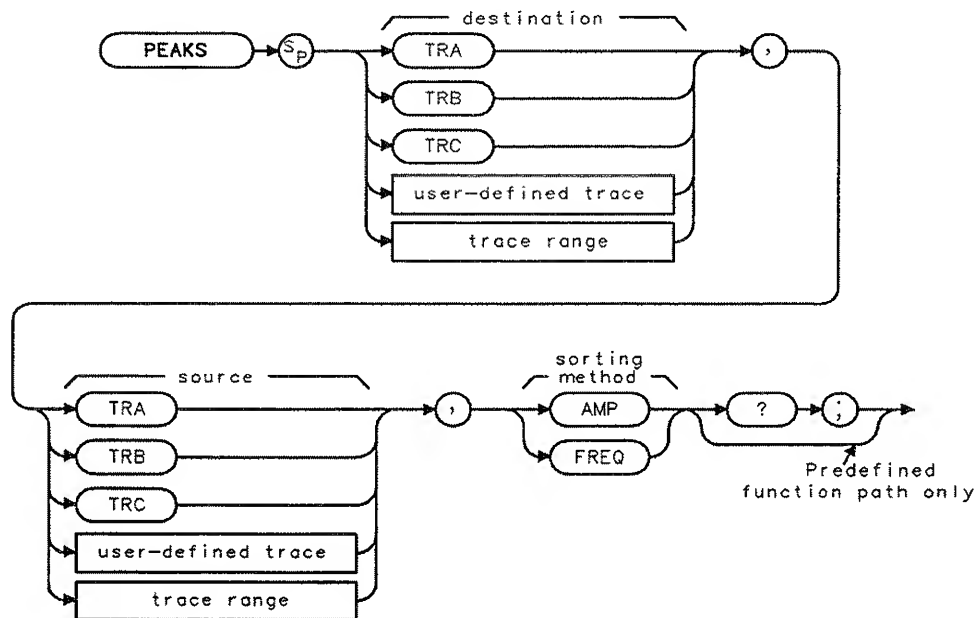 destination
PEAKS
SP
TRA
,
TRB
TRC
user-defined trace
trace range
source
TRA
,
TRB
TRC
user-defined trace
trace range
sorting
method
AMP
?
;
FREQ
Predefined
function path only